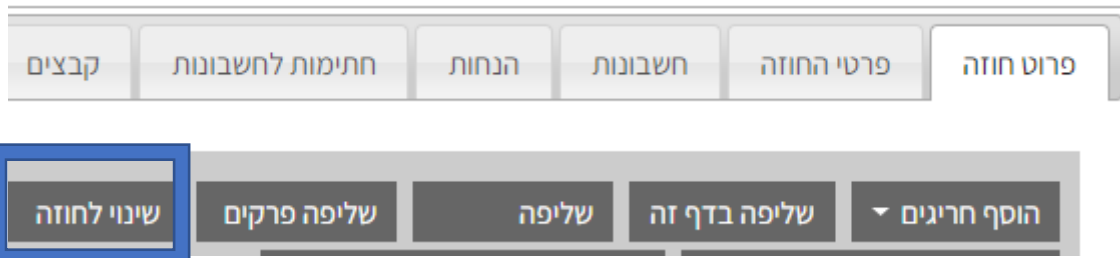 פרוט חוזה פרטי החוזה חשבונות הנחות חתימות לחשבונות קבצים
הוסף חריגים שליפה בדף זה שליפה שליפה פרקים שינוי לחוזה